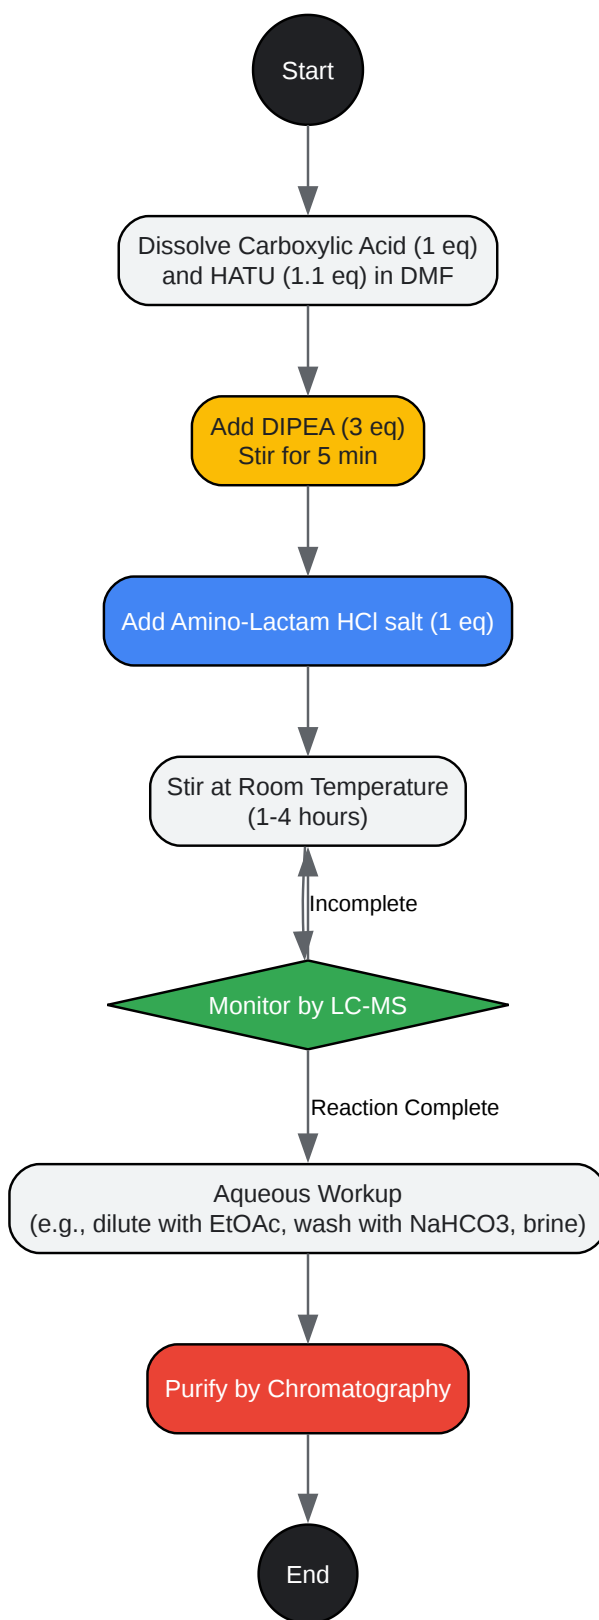 Start
Dissolve Carboxylic Acid (1 eq)
and HATU (1.1 eq) in DMF
Add DIPEA (3 eq)
Stir for 5 min
Add Amino-Lactam HCl salt (1 eq)
Stir at Room Temperature
(1-4 hours)
Incomplete
Monitor by LC-MS
Reaction Complete
Aqueous Workup
(e.g., dilute with EtOAc, wash with NaHCO3, brine)
Purify by Chromatography
End